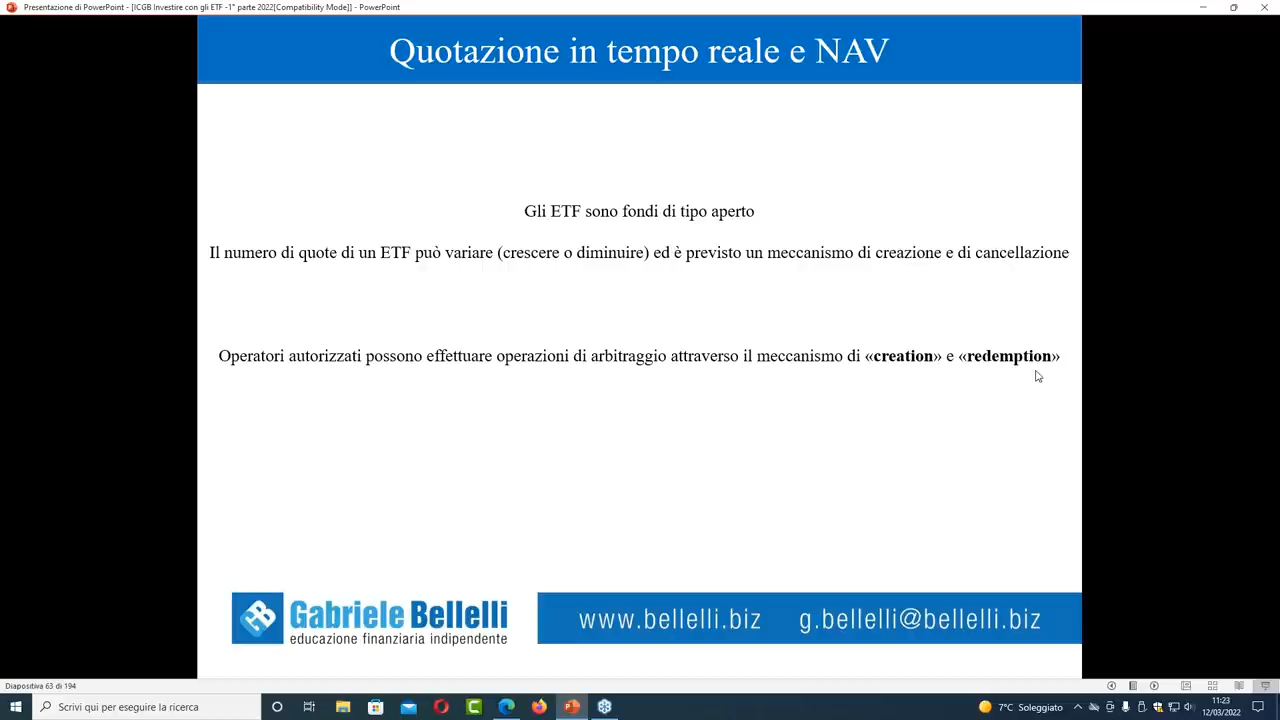 Presentazione di PowerPoint - [ICGB Investire con gli ETF -1° parte 2022[Compatibility Mode]] - PowerPoint
Quotazione in tempo reale e NAV
Gli ETF sono fondi di tipo aperto
Il numero di quote di un ETF può variare (crescere o diminuire) ed è previsto un meccanismo di creazione e di cancellazione
Operatori autorizzati possono effettuare operazioni di arbitraggio attraverso il meccanismo di «creation» e «redemption»
Gabriele Bellelli
educazione finanziaria indipendente
www.bellelli.biz g.bellelli@bellelli.biz
Diapositiva 63 di 194
Scrivi qui per eseguire la ricerca
7°C Soleggiato
11:23
12/03/2022